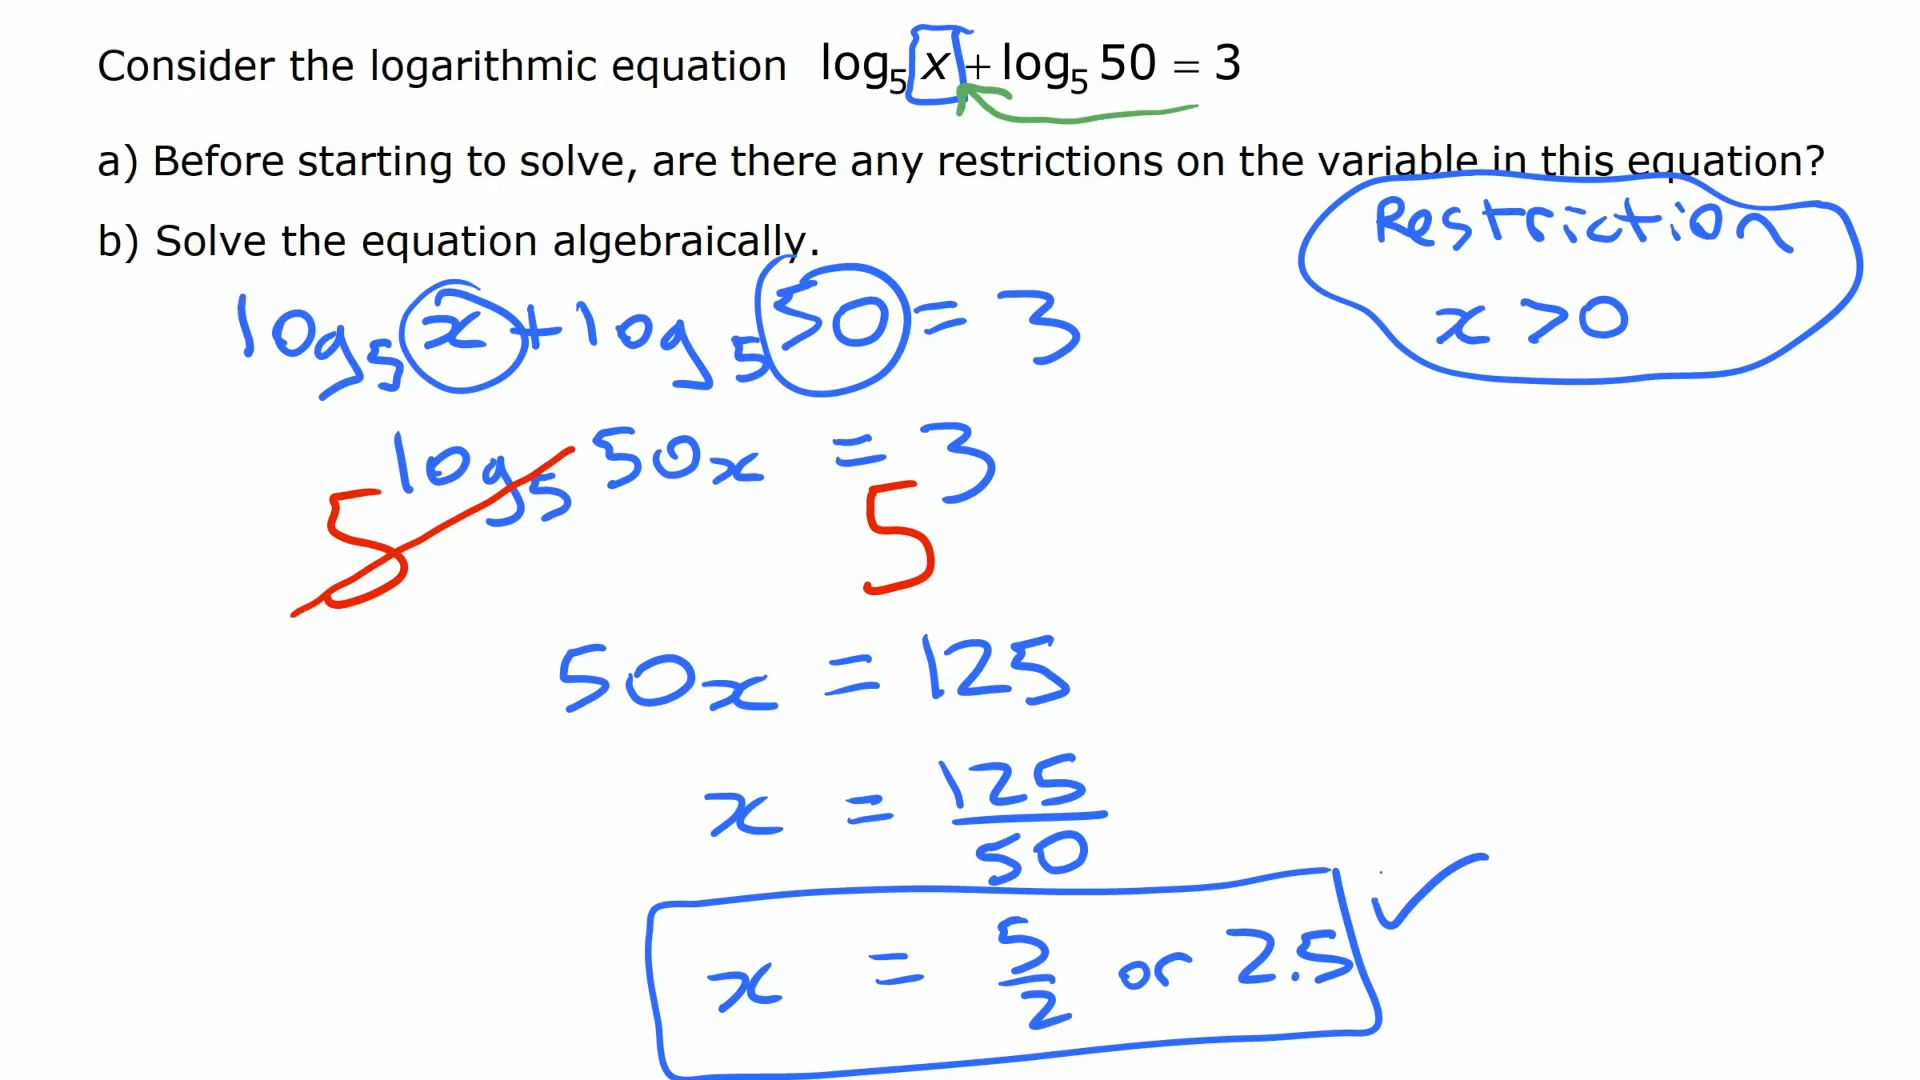 Consider the logarithmic equation log₅ x + log₅ 50 = 3
a) Before starting to solve, are there any restrictions on the variable in this equation?
Restriction
x > 0
b) Solve the equation algebraically.
log₅ x + log₅ 50 = 3
5^(log₅ 50x) = 5^3
50x = 125
x = 125/50
x = 5/2 or 2.5 ✓